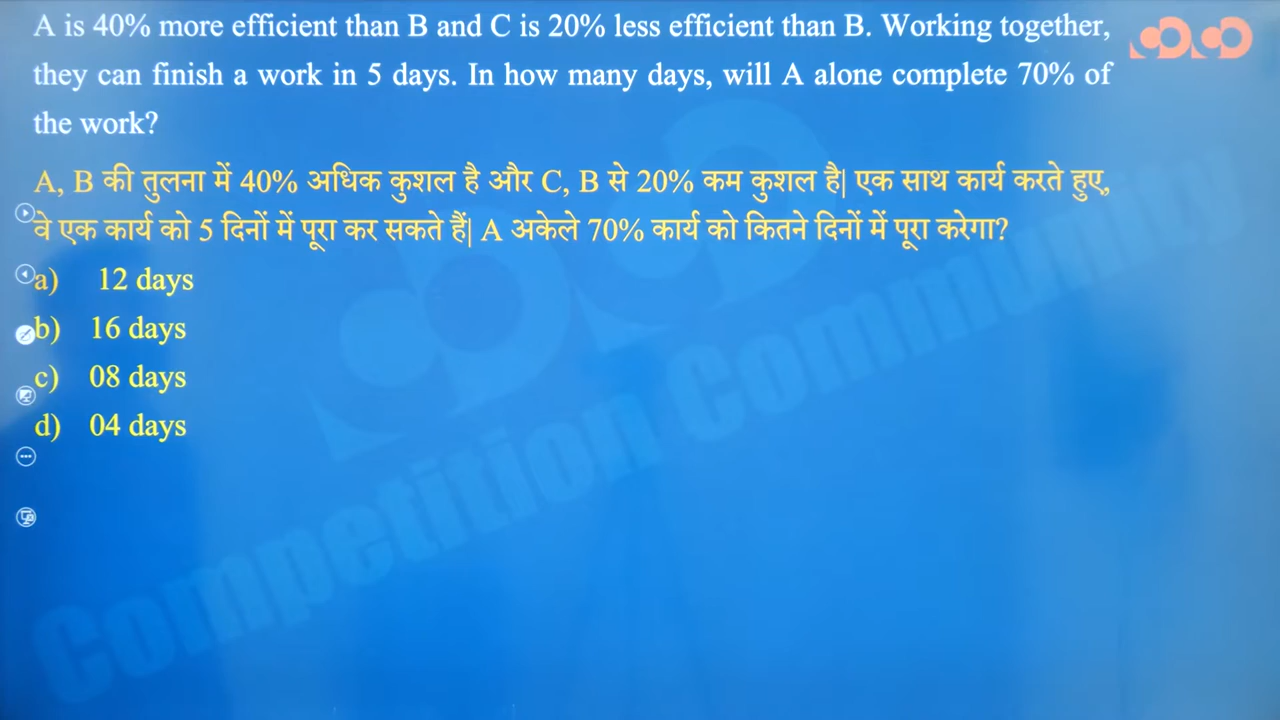 A is 40% more efficient than B and C is 20% less efficient than B. Working together,
they can finish a work in 5 days. In how many days, will A alone complete 70% of
the work?
A, B की तुलना में 40% अधिक कुशल है और C, B से 20% कम कुशल है| एक साथ कार्य करते हुए,
वे एक कार्य को 5 दिनों में पूरा कर सकते हैं| A अकेले 70% कार्य को कितने दिनों में पूरा करेगा?
a) 12 days
b) 16 days
c) 08 days
d) 04 days
Competition Community